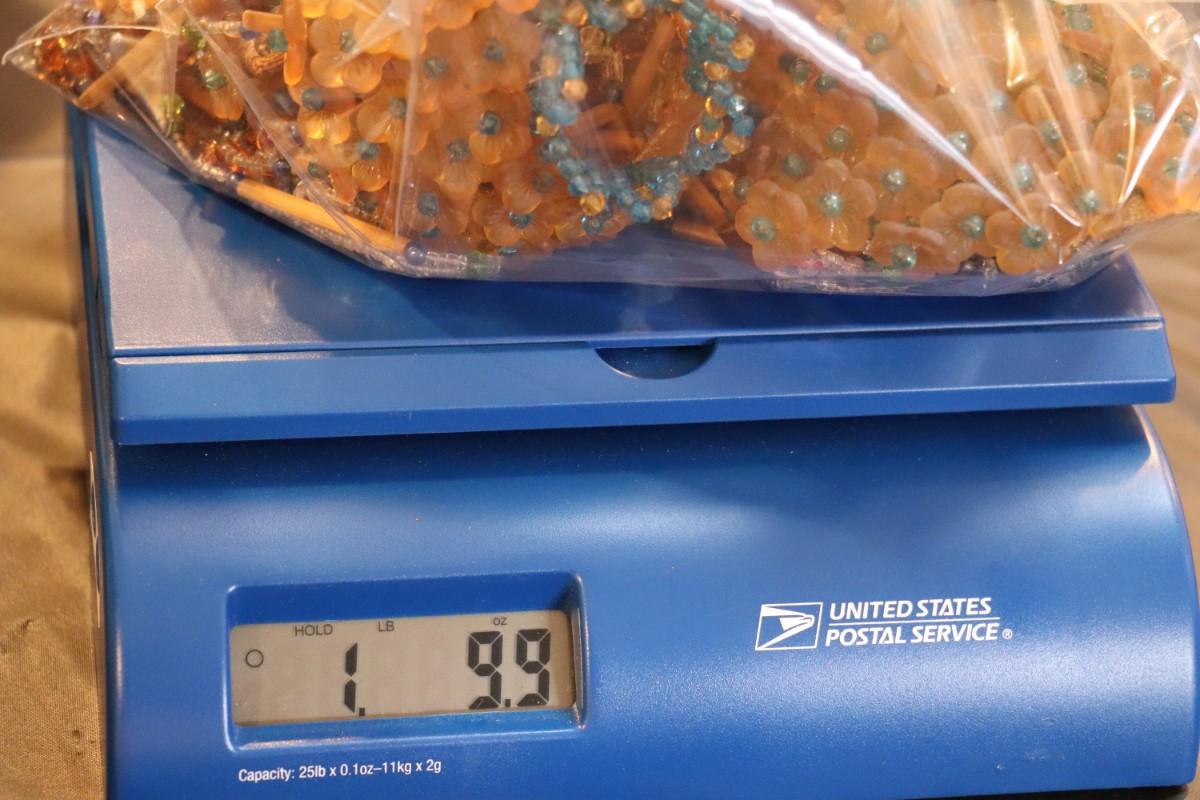 HOLD LB oz
1. 9.9
UNITED STATES
POSTAL SERVICE®
Capacity: 25lb x 0.1oz–11kg x 2g